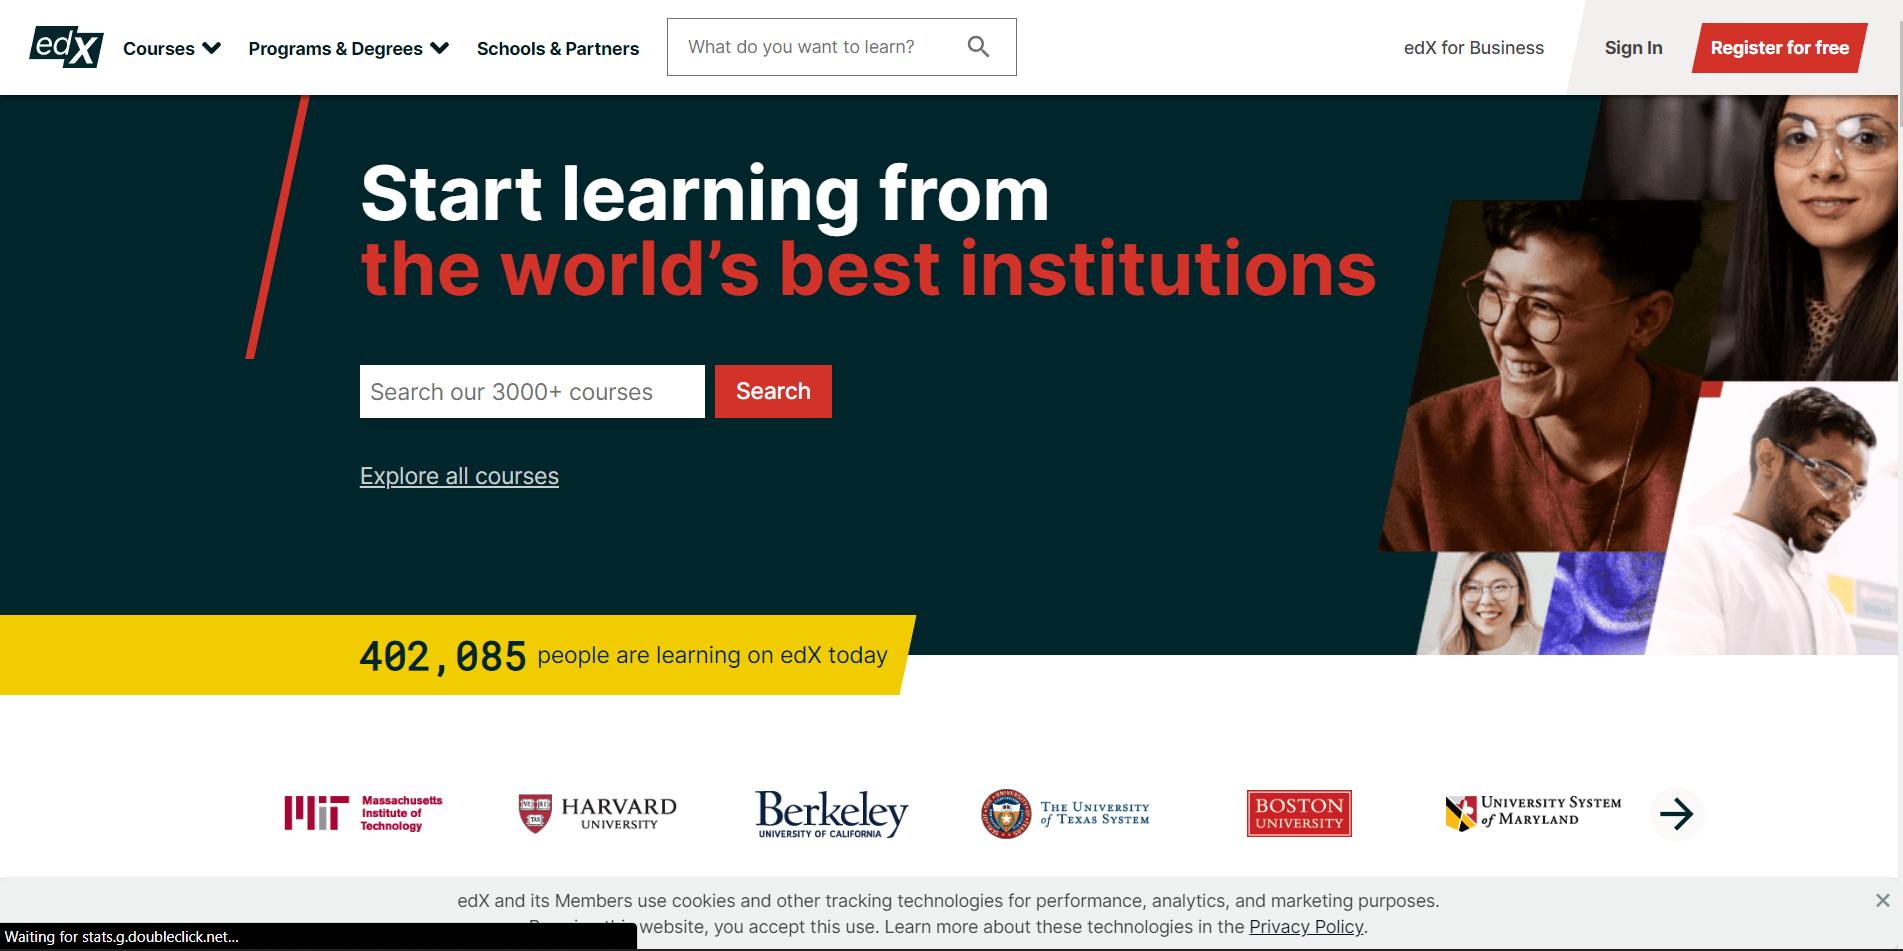 edX
Courses
Programs & Degrees
Schools & Partners
What do you want to learn?
edX for Business
Sign In
Register for free
Start learning from
the world’s best institutions
Search our 3000+ courses
Search
Explore all courses
402,085 people are learning on edX today
MIT
Massachusetts
Institute of
Technology
HARVARD
UNIVERSITY
Berkeley
UNIVERSITY OF CALIFORNIA
THE UNIVERSITY
of TEXAS SYSTEM
BOSTON
UNIVERSITY
UNIVERSITY SYSTEM
of MARYLAND
edX and its Members use cookies and other tracking technologies for performance, analytics, and marketing purposes.
website, you accept this use. Learn more about these technologies in the Privacy Policy.
Waiting for stats.g.doubleclick.net...